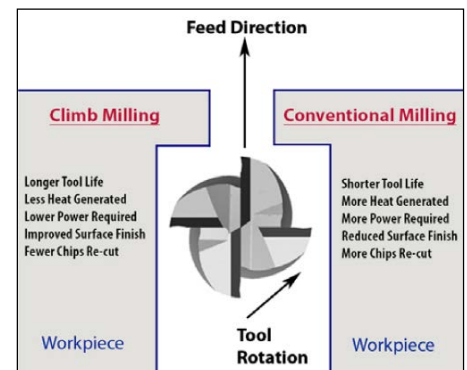 Feed Direction
Climb Milling
Longer Tool Life
Less Heat Generated
Lower Power Required
Improved Surface Finish
Fewer Chips Re-cut
Workpiece
Conventional Milling
Shorter Tool Life
More Heat Generated
More Power Required
Reduced Surface Finish
More Chips Re-cut
Workpiece
Tool
Rotation